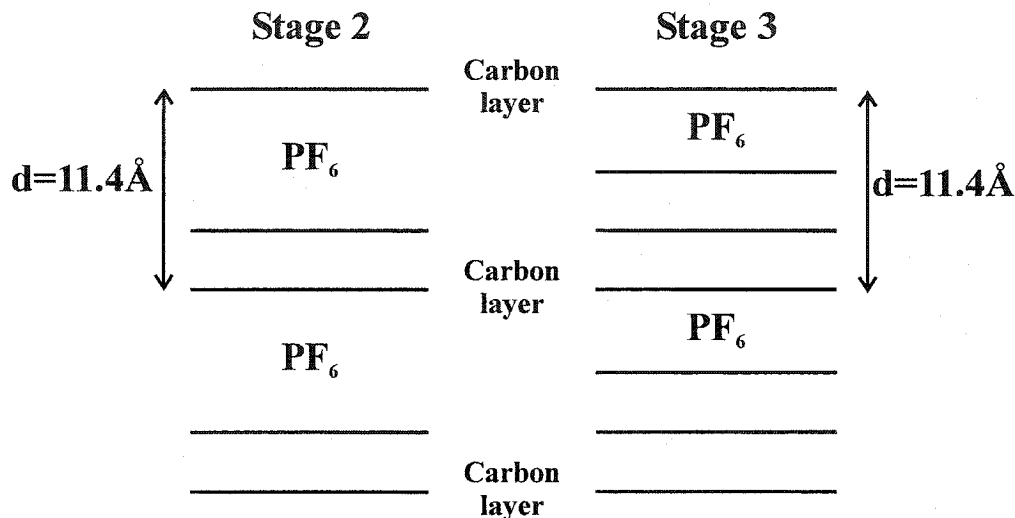 Stage 2
Stage 3
Carbon
layer
PF₆
PF₆
d=11.4Å
d=11.4Å
Carbon
layer
PF₆
PF₆
Carbon
layer